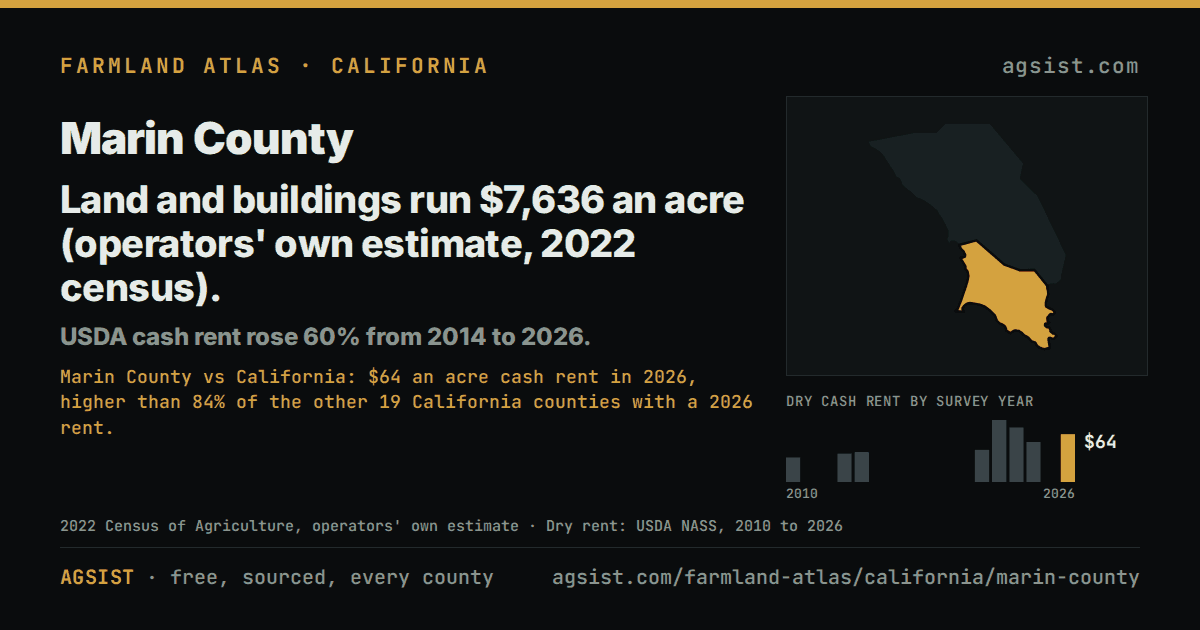 FARMLAND ATLAS · CALIFORNIA
agsist.com
Marin County
Land and buildings run $7,636 an acre
(operators' own estimate, 2022
census).
USDA cash rent rose 60% from 2014 to 2026.
Marin County vs California: $64 an acre cash rent in 2026,
higher than 84% of the other 19 California counties with a 2026
rent.
DRY CASH RENT BY SURVEY YEAR
$64
2010
2026
2022 Census of Agriculture, operators' own estimate · Dry rent: USDA NASS, 2010 to 2026
AGSIST · free, sourced, every county
agsist.com/farmland-atlas/california/marin-county